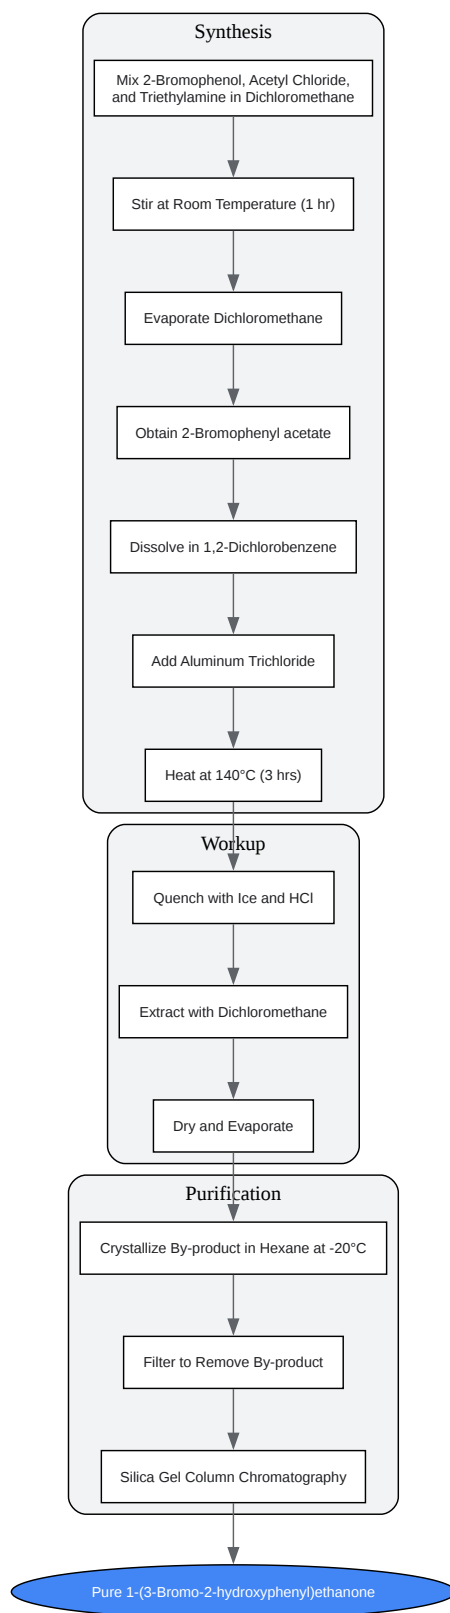 Synthesis
Mix 2-Bromophenol, Acetyl Chloride,
and Triethylamine in Dichloromethane
Stir at Room Temperature (1 hr)
Evaporate Dichloromethane
Obtain 2-Bromophenyl acetate
Dissolve in 1,2-Dichlorobenzene
Add Aluminum Trichloride
Heat at 140°C (3 hrs)
Workup
Quench with Ice and HCl
Extract with Dichloromethane
Dry and Evaporate
Purification
Crystallize By-product in Hexane at -20°C
Filter to Remove By-product
Silica Gel Column Chromatography
Pure 1-(3-Bromo-2-hydroxyphenyl)ethanone